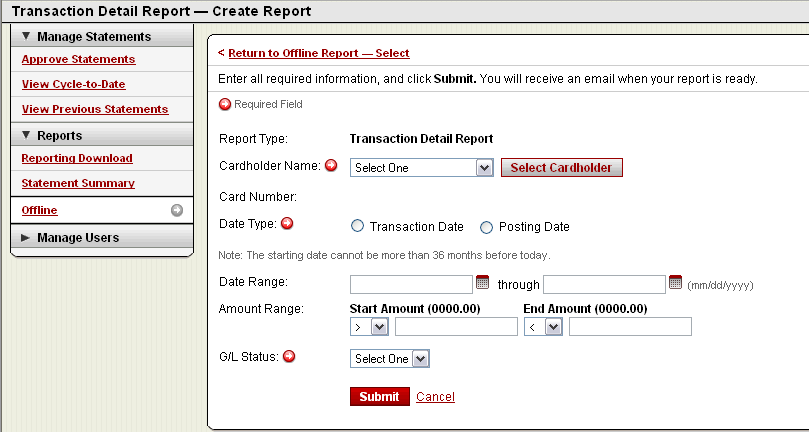 Transaction Detail Report — Create Report
▼ Manage Statements
Approve Statements
View Cycle-to-Date
View Previous Statements
▼ Reports
Reporting Download
Statement Summary
Offline
▶ Manage Users
< Return to Offline Report — Select
Enter all required information, and click Submit. You will receive an email when your report is ready.
Required Field
Report Type: Transaction Detail Report
Cardholder Name: Select One Select Cardholder
Card Number:
Date Type: Transaction Date Posting Date
Note: The starting date cannot be more than 36 months before today.
Date Range: through (mm/dd/yyyy)
Amount Range: Start Amount (0000.00) End Amount (0000.00)
> <
G/L Status: Select One
Submit Cancel